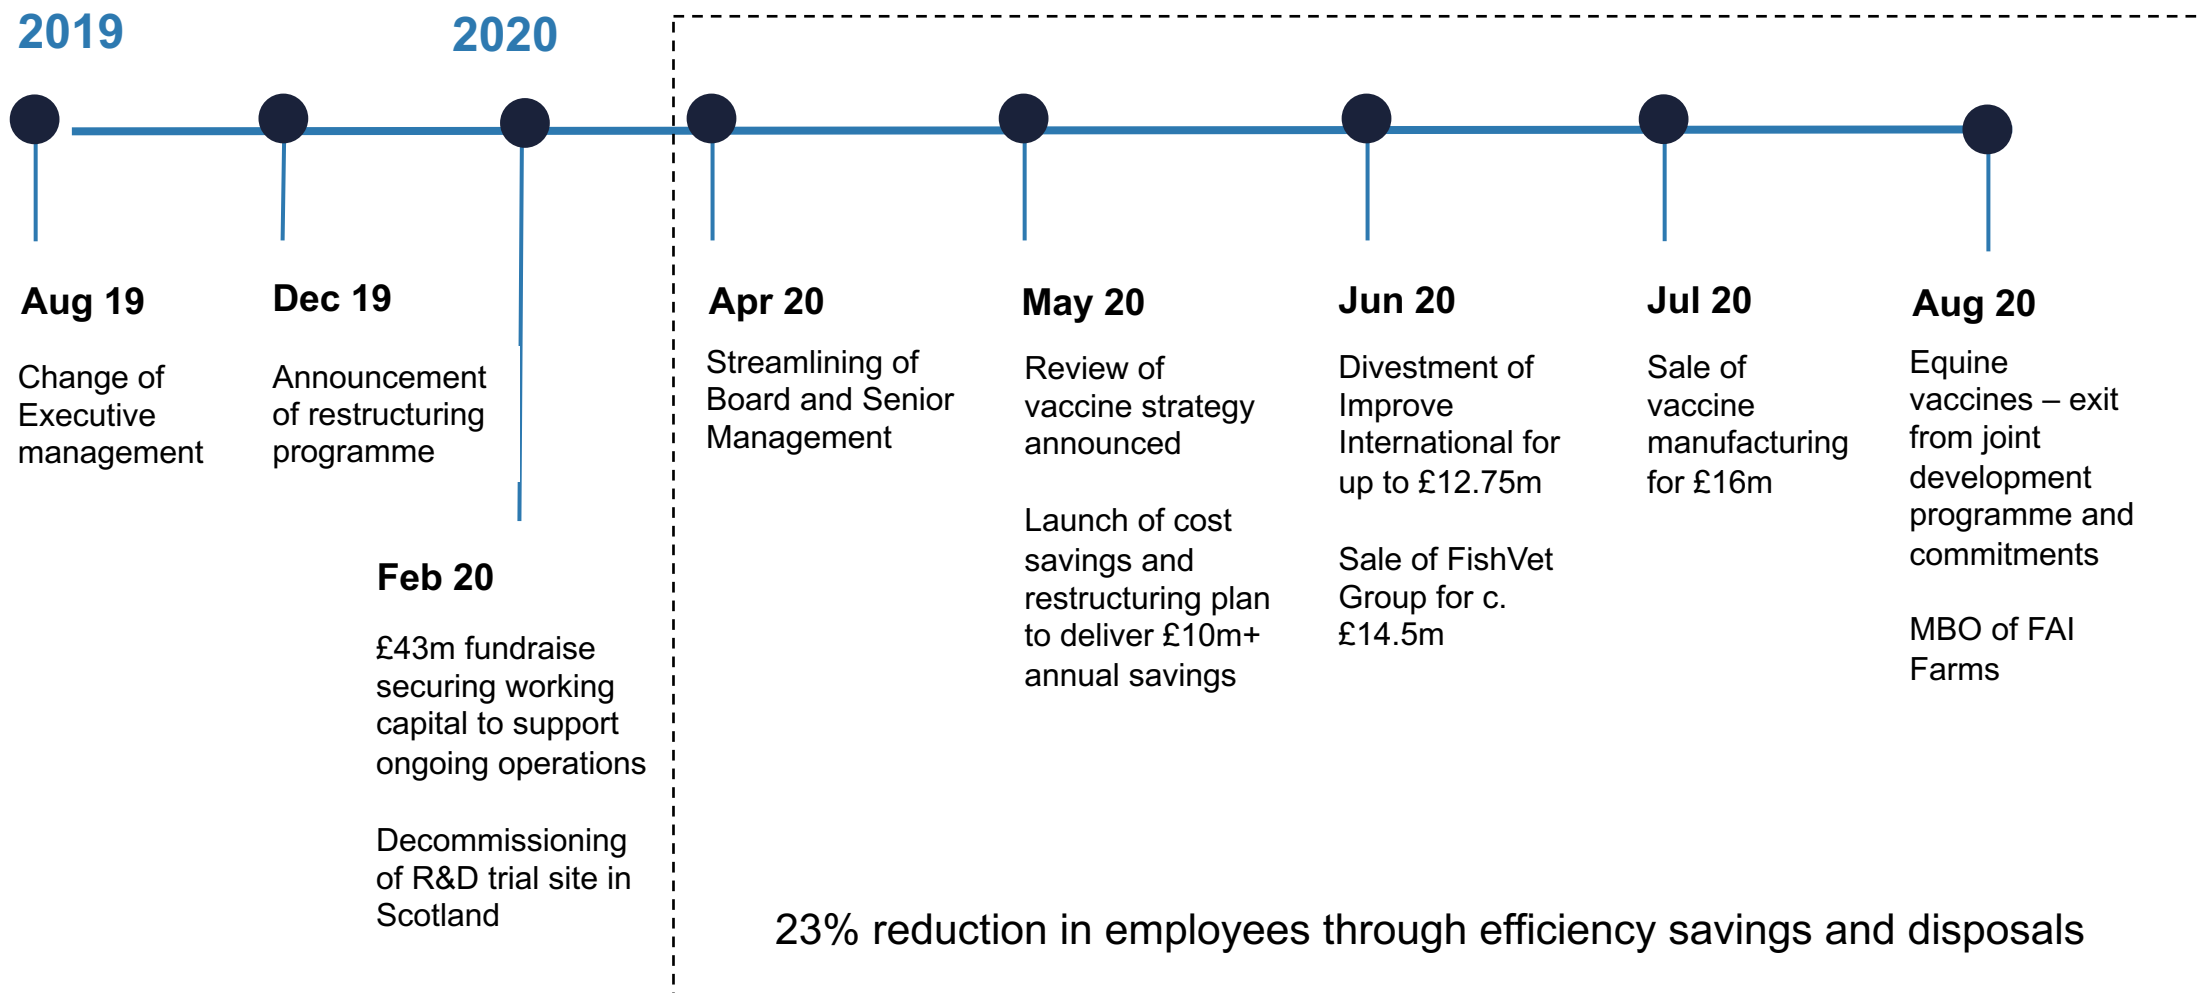 2019
2020
Aug 19
Change of
Executive
management
Dec 19
Announcement
of restructuring
programme
Feb 20
£43m fundraise
securing working
capital to support
ongoing operations
Decommissioning
of R&D trial site in
Scotland
Apr 20
Streamlining of
Board and Senior
Management
May 20
Review of
vaccine strategy
announced
Launch of cost
savings and
restructuring plan
to deliver £10m+
annual savings
Jun 20
Divestment of
Improve
International for
up to £12.75m
Sale of FishVet
Group for c.
£14.5m
Jul 20
Sale of
vaccine
manufacturing
for £16m
Aug 20
Equine
vaccines – exit
from joint
development
programme and
commitments
MBO of FAI
Farms
23% reduction in employees through efficiency savings and disposals